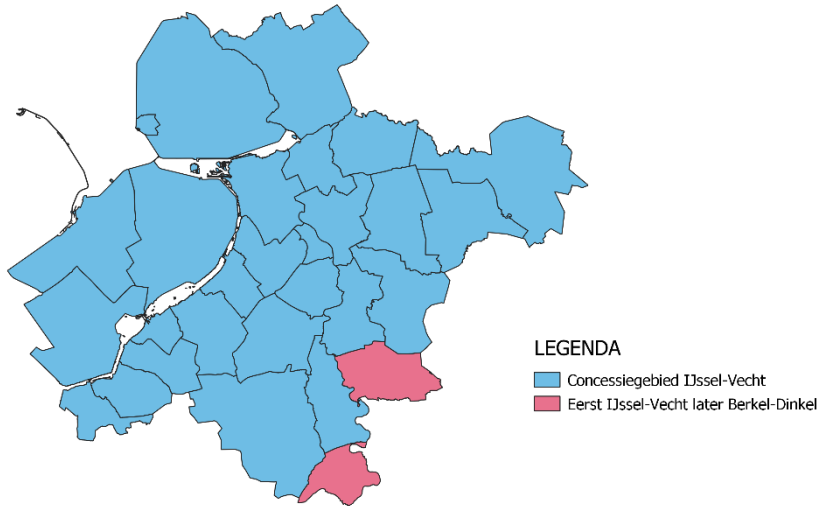 LEGENDA
Concessiegebied IJssel-Vecht
Eerst IJssel-Vecht later Berkel-Dinkel